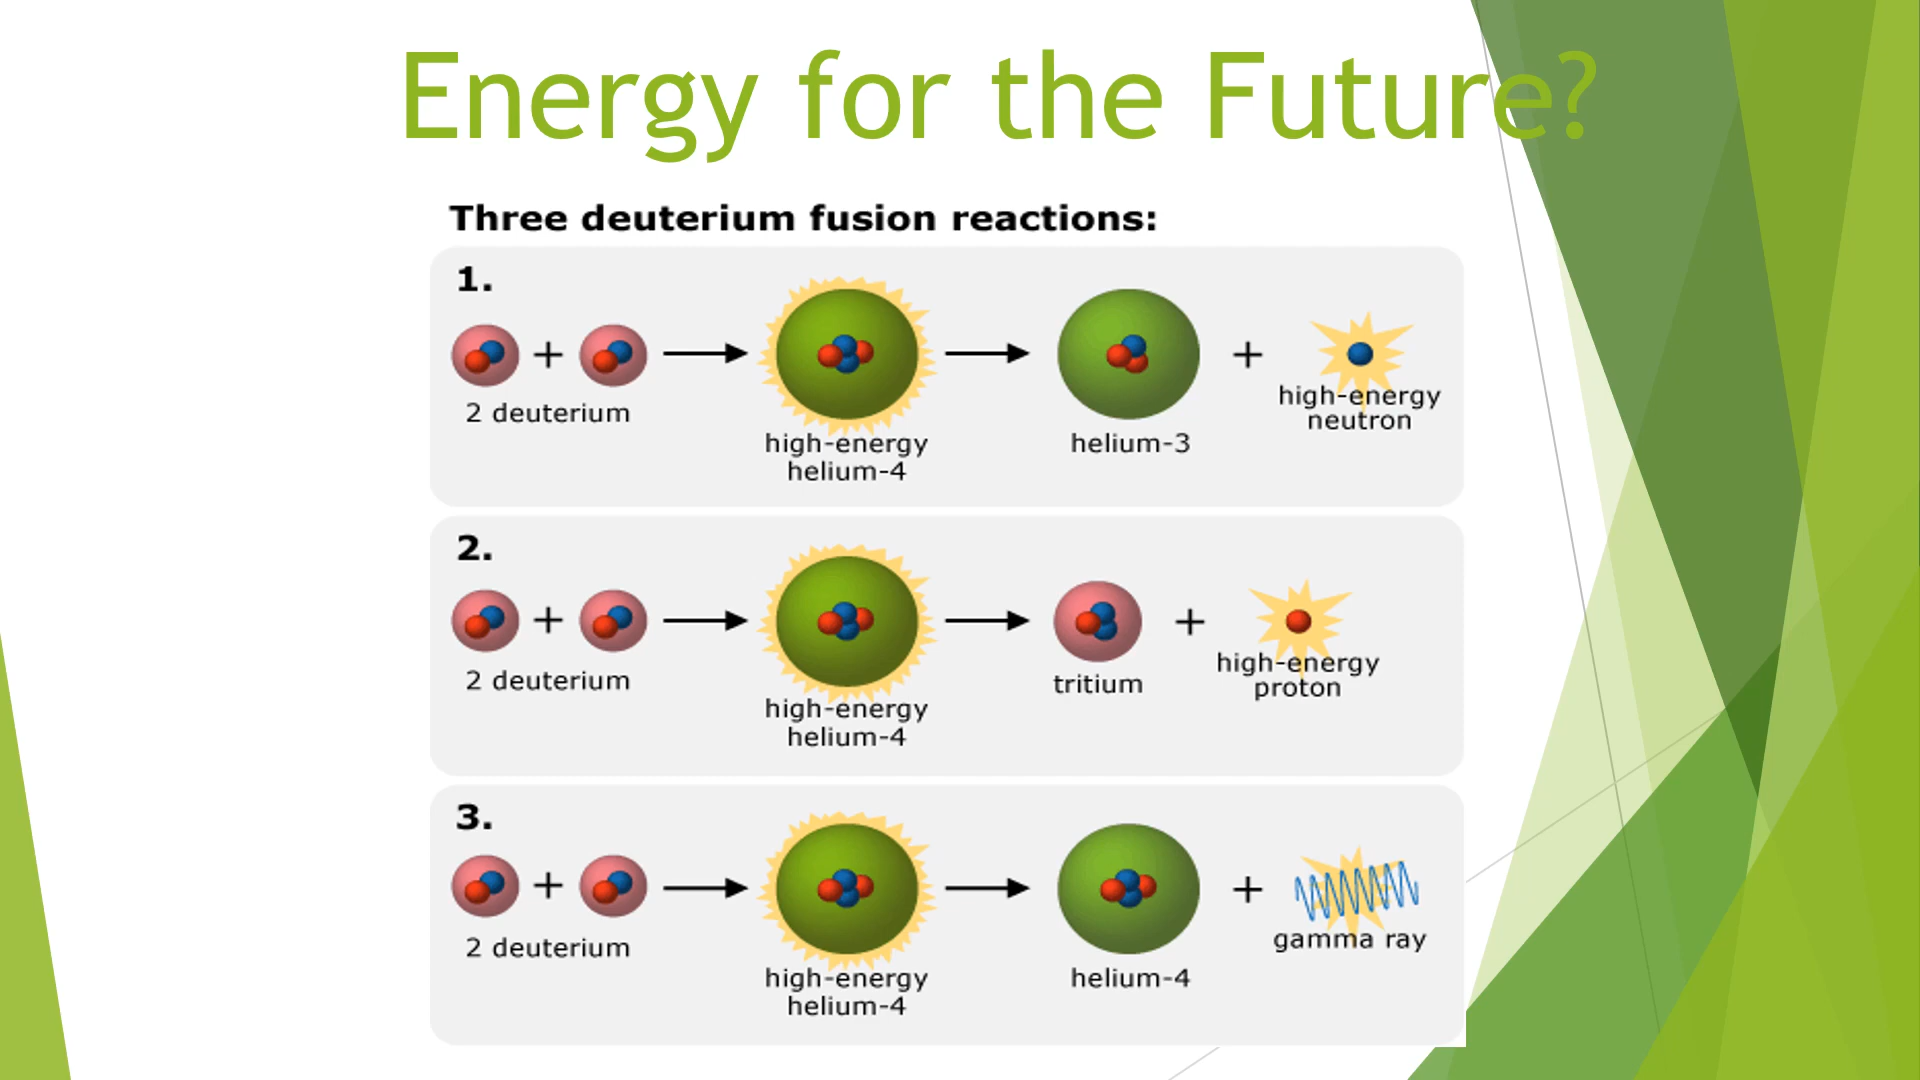 Energy for the Future?
Three deuterium fusion reactions:
1.
+
+
2 deuterium
high-energy
helium-4
helium-3
high-energy
neutron
2.
+
+
2 deuterium
high-energy
helium-4
tritium
high-energy
proton
3.
+
+
2 deuterium
high-energy
helium-4
helium-4
gamma ray